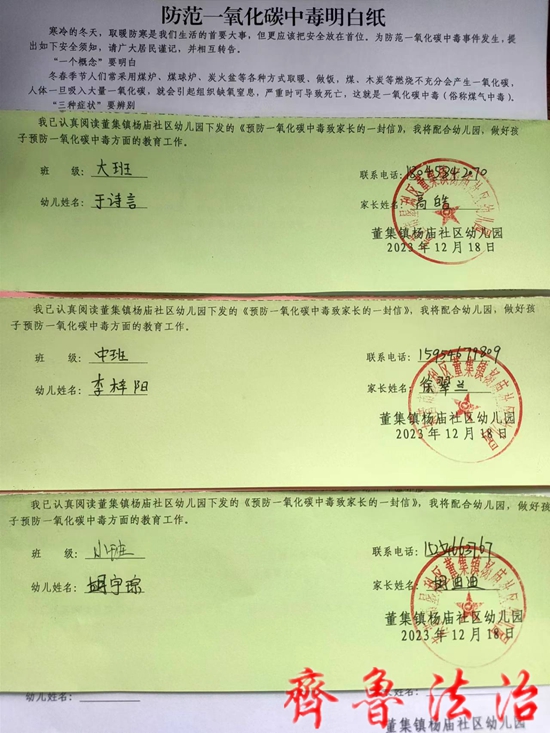 防范一氧化碳中毒明白纸
寒冷的冬天，取暖防寒是我们生活的首要大事，但更应该把安全放在首位。为防范一氧化碳中毒事件发生，提
出如下安全须知，请广大居民谨记，并相互转告。
“一个概念”要明白
冬春季节人们常采用煤炉、煤球炉、炭火盆等各种方式取暖、做饭，煤、木炭等燃烧不充分会产生一氧化碳，
人体一旦吸入大量一氧化碳，就会引起组织缺氧窒息，严重时可导致死亡，这就是一氧化碳中毒（俗称煤气中毒）。
“三种症状”要辨别
我已认真阅读董集镇杨庙社区幼儿园下发的《预防一氧化碳中毒致家长的一封信》，我将配合幼儿园，做好孩
子预防一氧化碳中毒方面的教育工作。
班 级：大班 联系电话：
幼儿姓名：于诗言 家长姓名：高皓
董集镇杨庙社区幼儿园
2023年12月18日
我已认真阅读董集镇杨庙社区幼儿园下发的《预防一氧化碳中毒致家长的一封信》，我将配合幼儿园，做好孩
子预防一氧化碳中毒方面的教育工作。
班 级：中班 联系电话：15954679809
幼儿姓名：李梓阳 家长姓名：徐翠兰
董集镇杨庙社区幼儿园
2023年12月18日
我已认真阅读董集镇杨庙社区幼儿园下发的《预防一氧化碳中毒致家长的一封信》，我将配合幼儿园，做好孩
子预防一氧化碳中毒方面的教育工作。
班 级：小班 联系电话：
幼儿姓名：胡宇琼 家长姓名：胡迪迪
董集镇杨庙社区幼儿园
2023年12月18日
幼儿姓名：
齐鲁法治
董集镇杨庙社区幼儿园